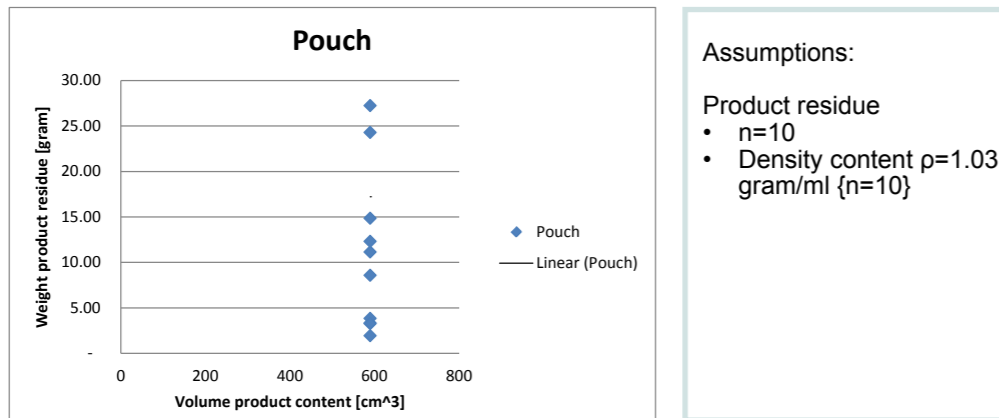 Pouch
Weight product residue [gram]
30.00
25.00
20.00
15.00
10.00
5.00
-
0
200
400
600
800
Volume product content [cm^3]
Pouch
Linear (Pouch)
Assumptions:
Product residue
• n=10
• Density content ρ=1.03
gram/ml {n=10}